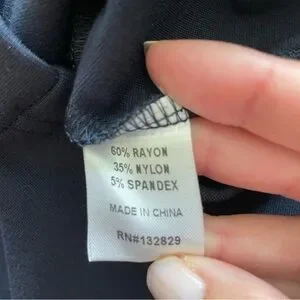 60% RAYON
35% NYLON
5% SPANDEX
MADE IN CHINA
RN#132829